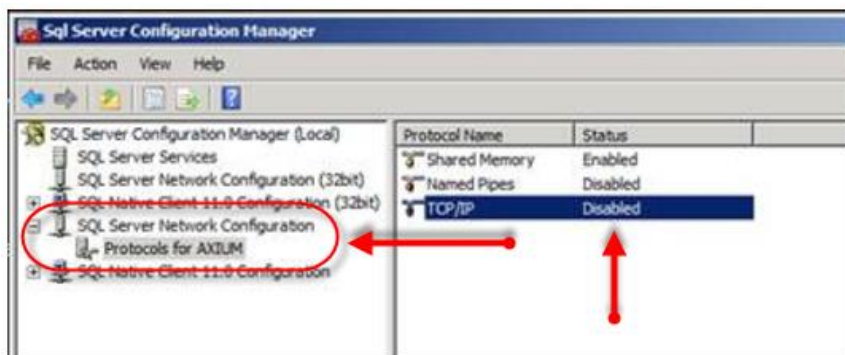 Sql Server Configuration Manager
File Action View Help
SQL Server Configuration Manager (Local)
SQL Server Services
SQL Server Network Configuration (32bit)
SQL Native Client 11.0 Configuration (32bit)
SQL Server Network Configuration
Protocols for AXIUM
SQL Native Client 11.0 Configuration
Protocol Name Status
Shared Memory Enabled
Named Pipes Disabled
TCP/IP Disabled